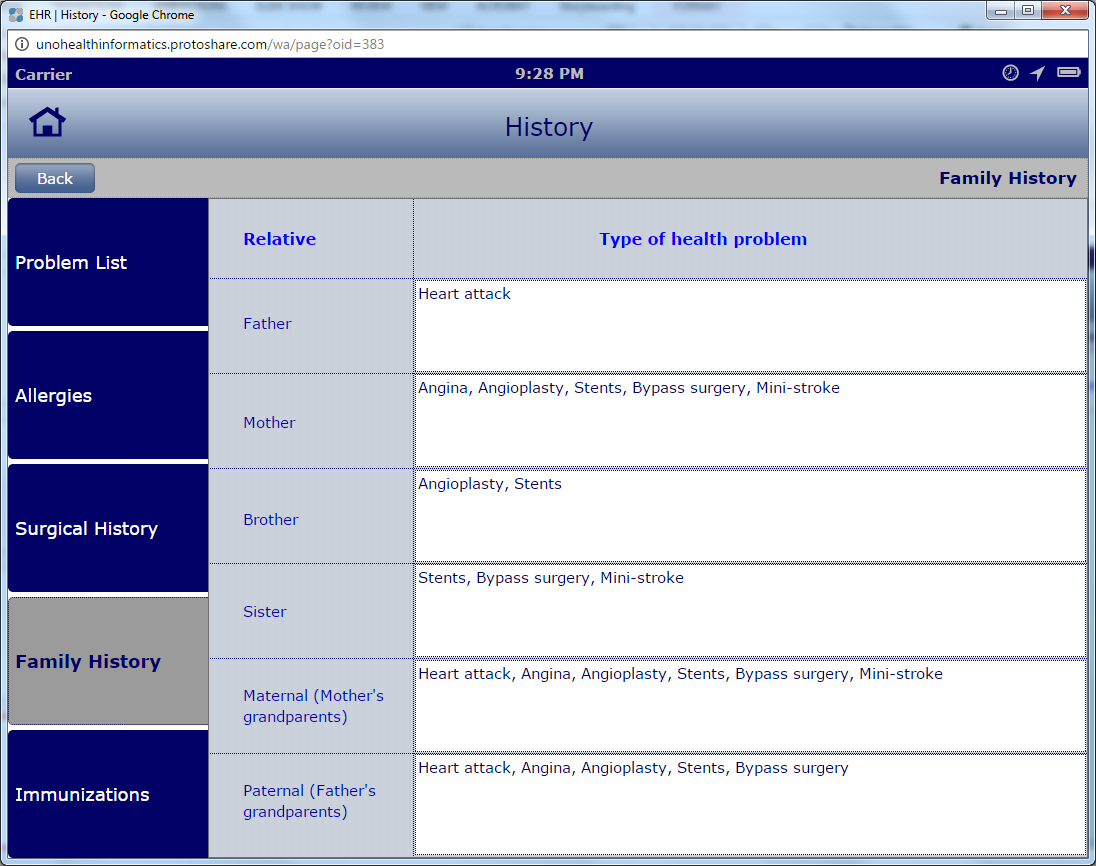 EHR | History - Google Chrome
unohealthinformatics.protoshare.com/wa/page?oid=383
Carrier 9:28 PM
History
Back Family History
Problem List
Allergies
Surgical History
Family History
Immunizations
Relative Type of health problem
Father Heart attack
Mother Angina, Angioplasty, Stents, Bypass surgery, Mini-stroke
Brother Angioplasty, Stents
Sister Stents, Bypass surgery, Mini-stroke
Maternal (Mother's Heart attack, Angina, Angioplasty, Stents, Bypass surgery, Mini-stroke
grandparents)
Paternal (Father's Heart attack, Angina, Angioplasty, Stents, Bypass surgery
grandparents)